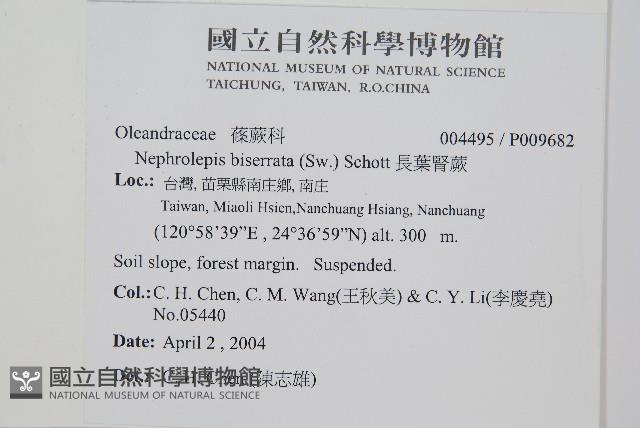 國立自然科學博物館
NATIONAL MUSEUM OF NATURAL SCIENCE
TAICHUNG, TAIWAN, R.O.CHINA
Oleandraceae 蓧蕨科 004495 / P009682
Nephrolepis biserrata (Sw.) Schott 長葉腎蕨
Loc.: 台灣, 苗栗縣南庄鄉, 南庄
Taiwan, Miaoli Hsien,Nanchuang Hsiang, Nanchuang
(120°58’39”E , 24°36’59”N) alt. 300 m.
Soil slope, forest margin. Suspended.
Col.: C. H. Chen, C. M. Wang(王秋美) & C. Y. Li(李慶堯)
No.05440
Date: April 2 , 2004
(陳志雄)
國立自然科學博物館
NATIONAL MUSEUM OF NATURAL SCIENCE